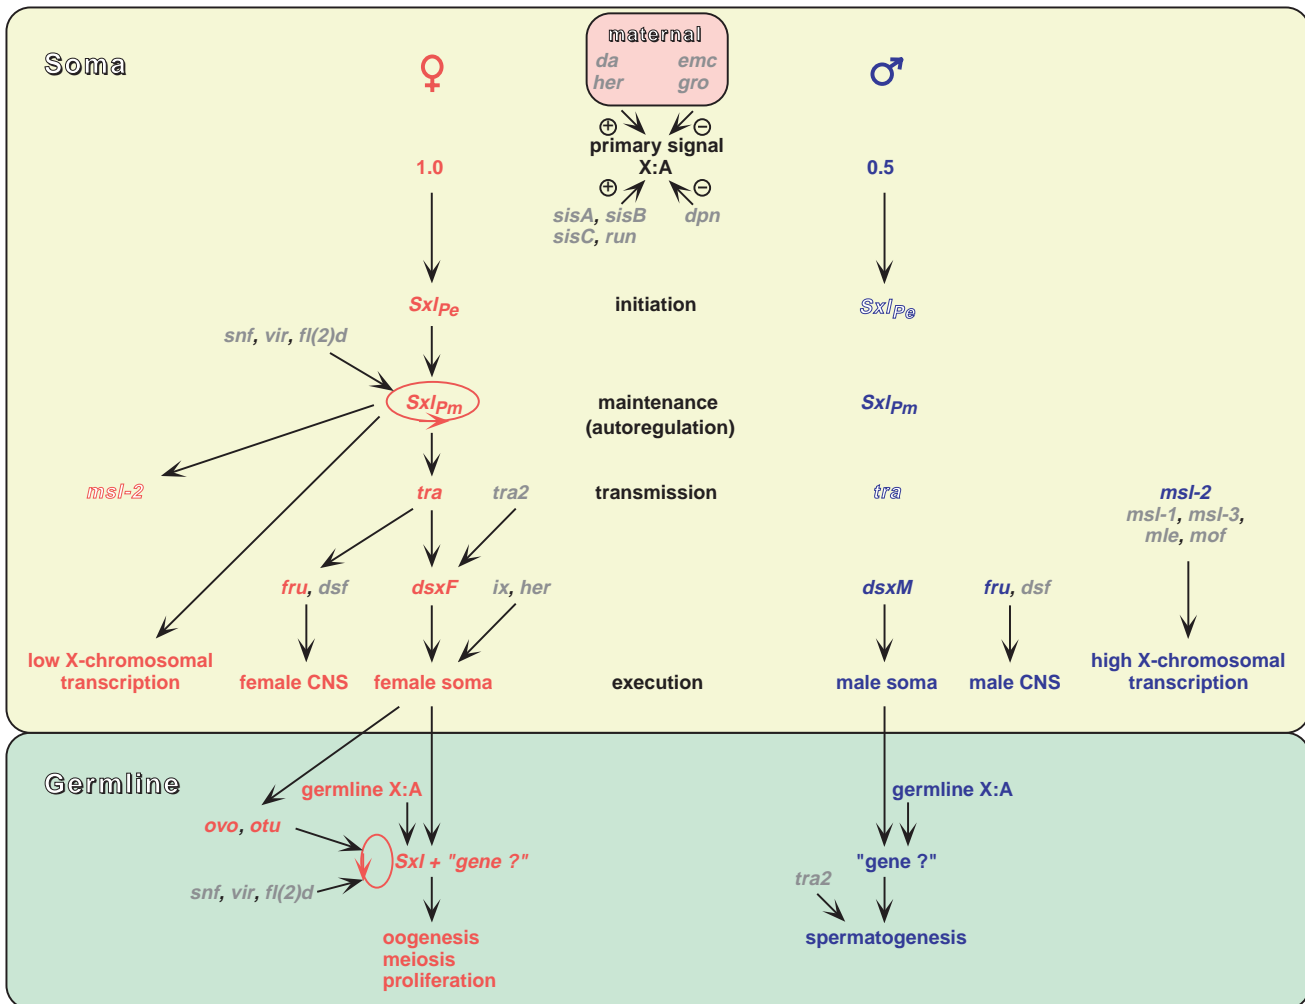 maternal
Soma
da emc
her gro
♀
♂
+ −
primary signal
1.0
X:A
0.5
+ −
sisA, sisB dpn
sisC, run
SxlPe
initiation
SxlPe
snf, vir, fl(2)d
SxlPm
maintenance
(autoregulation)
SxlPm
msl-2
tra
tra2
transmission
tra
msl-2
msl-1, msl-3,
mle, mof
fru, dsf
dsxF
ix, her
dsxM
fru, dsf
low X-chromosomal
transcription
female CNS
female soma
execution
male soma
male CNS
high X-chromosomal
transcription
Germline
germline X:A
germline X:A
ovo, otu
Sxl + "gene ?"
"gene ?"
snf, vir, fl(2)d
tra2
oogenesis
meiosis
proliferation
spermatogenesis